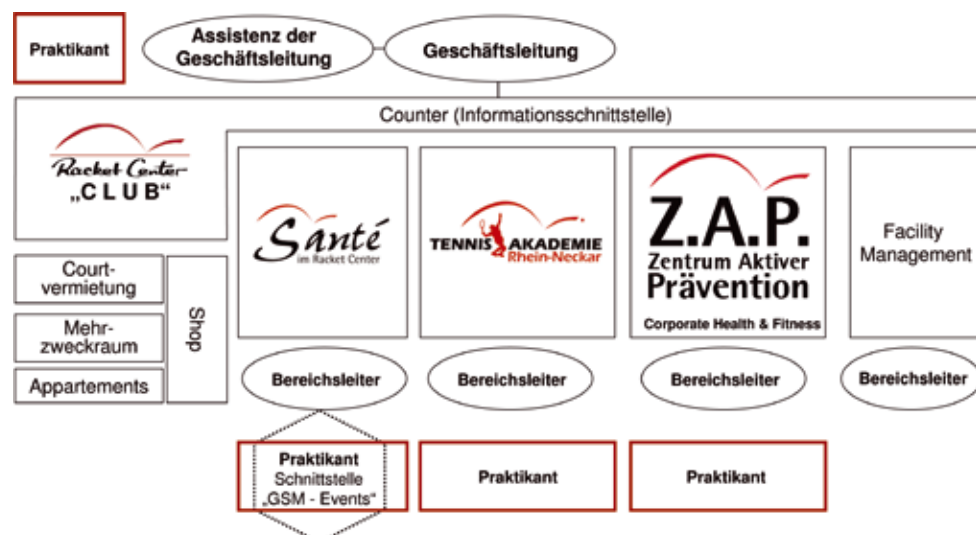 Praktikant
Assistenz der
Geschäftsleitung
Geschäftsleitung
Counter (Informationsschnittstelle)
Racket Center
„CLUB“
Santé
im Racket Center
TENNIS AKADEMIE
Rhein-Neckar
Z.A.P.
Zentrum Aktiver
Prävention
Corporate Health & Fitness
Facility
Management
Court-
vermietung
Mehr-
zweckraum
Appartements
Shop
Bereichsleiter
Bereichsleiter
Bereichsleiter
Bereichsleiter
Praktikant
Schnittstelle
„GSM - Events“
Praktikant
Praktikant